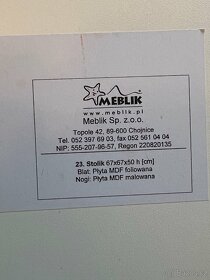 MEBLIK
www.meblik.pl
Meblik Sp. z.o.o.
Topole 42, 89-600 Chojnice
Tel. 052 397 69 03, fax 052 561 04 04
NIP: 555-207-96-57, Regon 220820135
23. Stolik 67x67x50 h [cm]
Blat: Płyta MDF foliowana
Nogi: Płyta MDF malowana